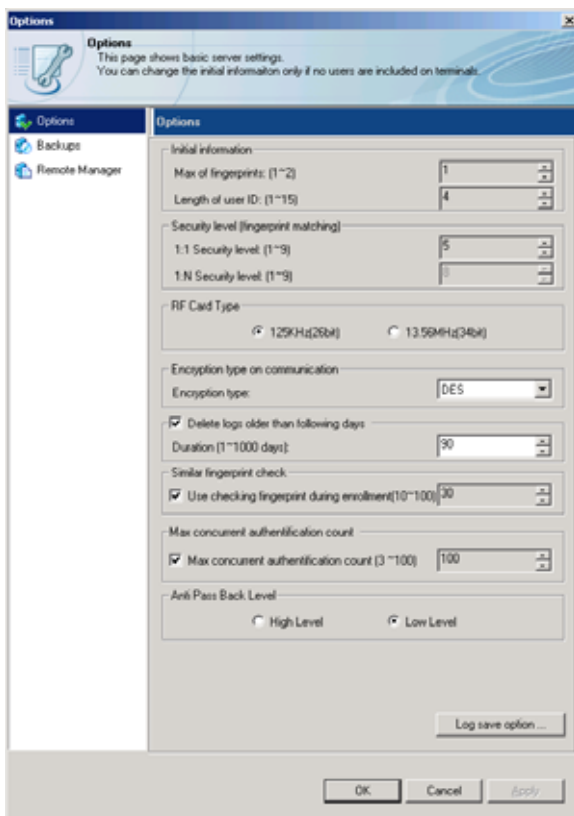 Options
Options
This page shows basic server settings.
You can change the initial informaiton only if no users are included on terminals.
Options
Backups
Remote Manager
Options
Initial information
Max of fingerprints: (1~2)
1
Length of user ID: (1~15)
4
Security level (fingerprint matching)
1:1 Security level: (1~9)
5
1:N Security level: (1~9)
8
RF Card Type
125KHz(26bit)
13.56MHz(34bit)
Encryption type on communication
Encryption type:
DES
Delete logs older than following days
Duration (1~1000 days):
90
Similar fingerprint check
Use checking fingerprint during enrollment(10~100)
30
Max concurrent authentification count
Max concurrent authentification count (3 ~100)
100
Anti Pass Back Level
High Level
Low Level
Log save option ...
OK
Cancel
Apply